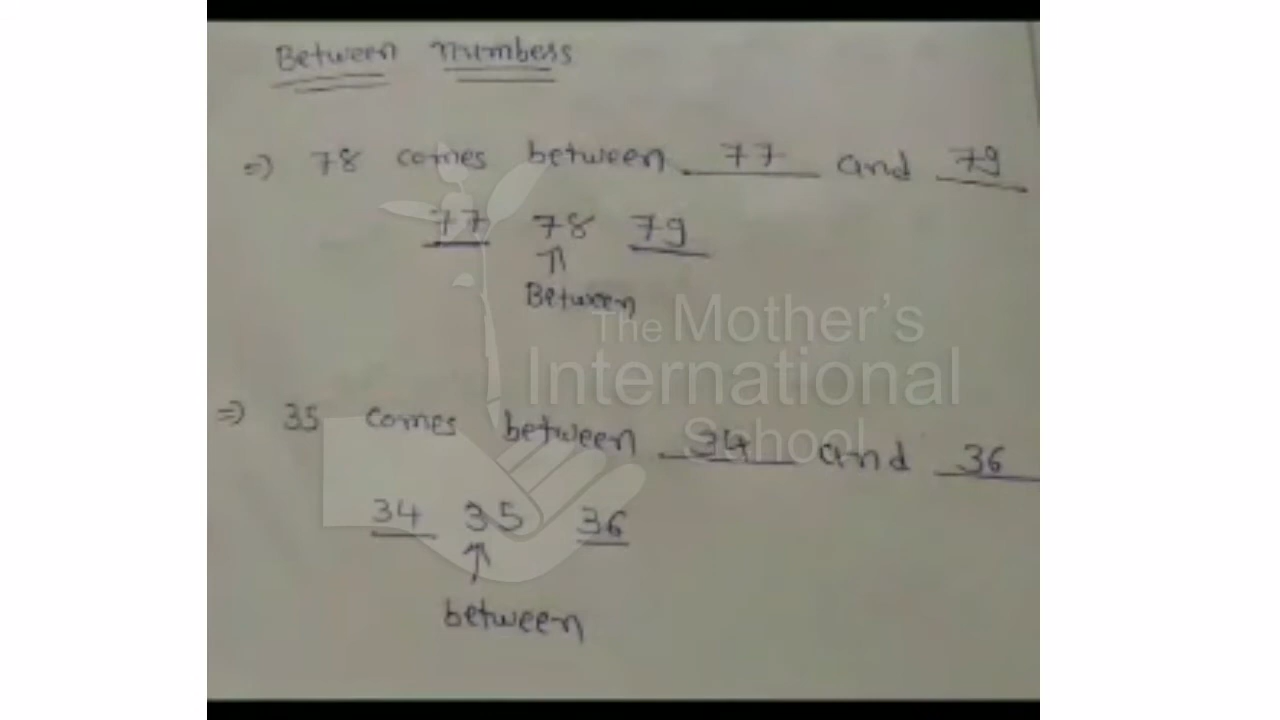 Between Numbers
⇒) 78 comes between 77 and 79
77 78 79
↑
Between
The Mother's
International
School
⇒) 35 comes between 34 and 36
34 35 36
↑
between